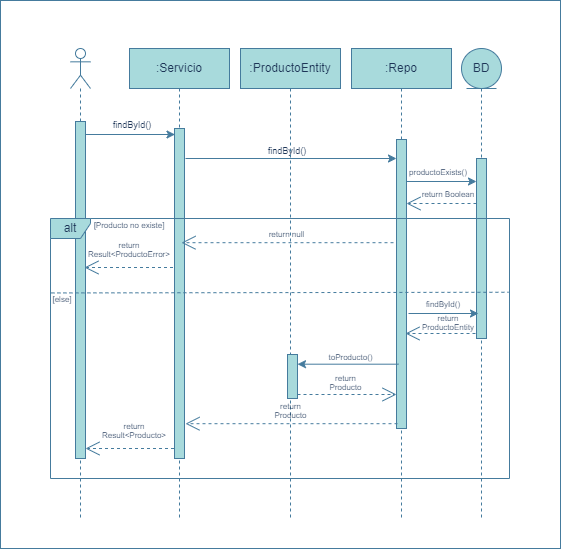 :Servicio
:ProductoEntity
:Repo
BD
findById()
findById()
productoExists()
return Boolean
alt
[Producto no existe]
return null
return
Result<ProductoError>
[else]
findById()
return
ProductoEntity
toProducto()
return
Producto
return
Producto
return
Result<Producto>